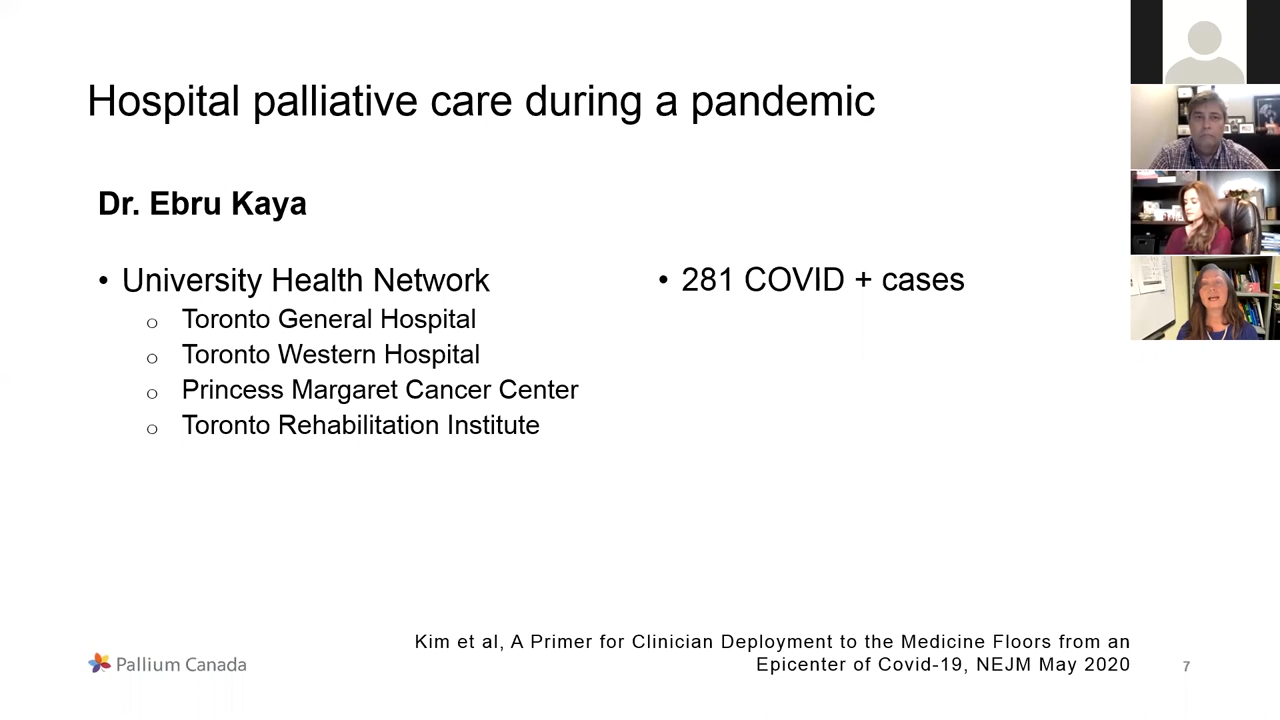 Hospital palliative care during a pandemic
Dr. Ebru Kaya
• University Health Network
○ Toronto General Hospital
○ Toronto Western Hospital
○ Princess Margaret Cancer Center
○ Toronto Rehabilitation Institute
• 281 COVID + cases
Kim et al, A Primer for Clinician Deployment to the Medicine Floors from an
Epicenter of Covid-19, NEJM May 2020
Pallium Canada
7